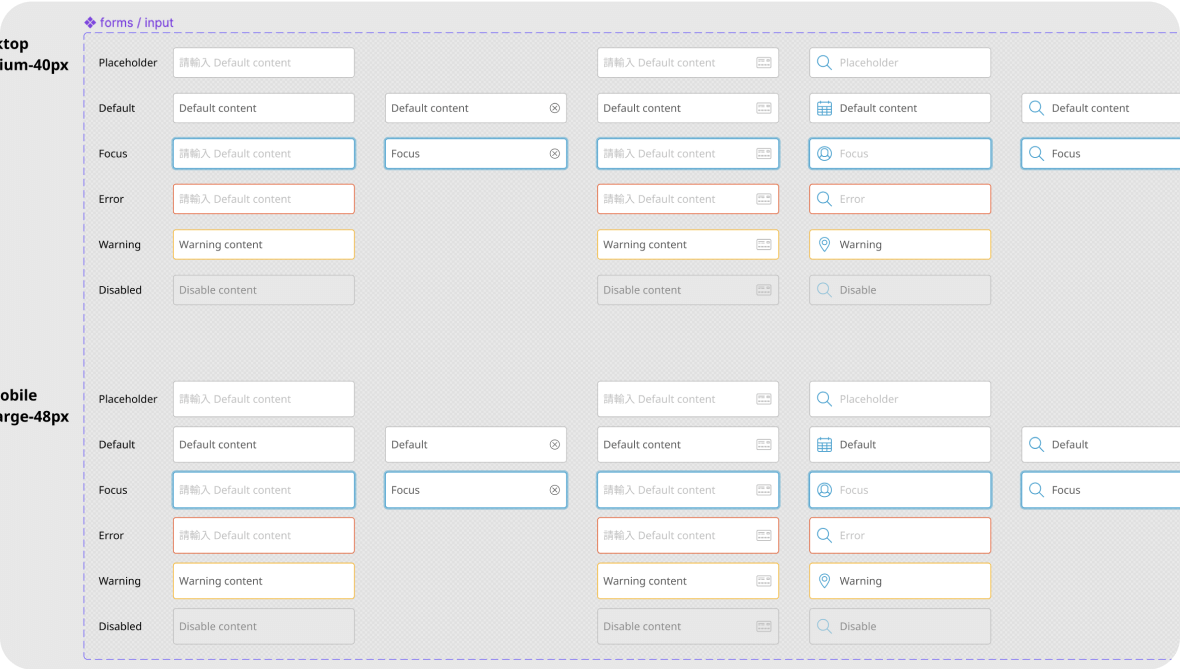 forms / input
ktop
ium-40px
Placeholder 請輸入 Default content 請輸入 Default content Placeholder
Default Default content Default content Default content Default content Default content
Focus 請輸入 Default content Focus 請輸入 Default content Focus Focus
Error 請輸入 Default content 請輸入 Default content Error
Warning Warning content Warning content Warning
Disabled Disable content Disable content Disable
obile
arge-48px
Placeholder 請輸入 Default content 請輸入 Default content Placeholder
Default Default content Default Default content Default Default
Focus 請輸入 Default content Focus 請輸入 Default content Focus Focus
Error 請輸入 Default content 請輸入 Default content Error
Warning Warning content Warning content Warning
Disabled Disable content Disable content Disable